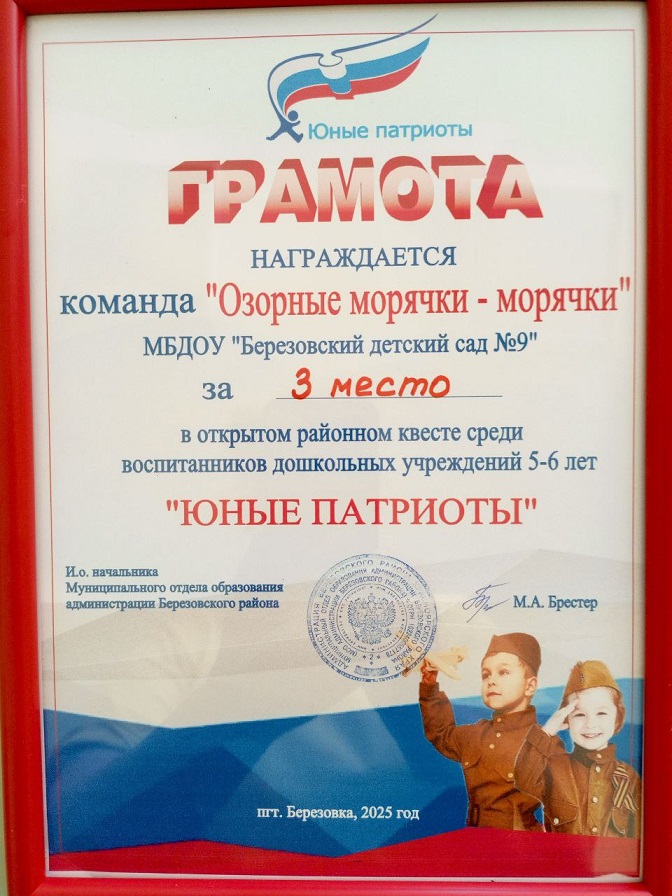 Юные патриоты
ГРАМОТА
НАГРАЖДАЕТСЯ
команда "Озорные морячки - морячки"
МБДОУ "Березовский детский сад №9"
за 3 место
в открытом районном квесте среди
воспитанников дошкольных учреждений 5-6 лет
"ЮНЫЕ ПАТРИОТЫ"
И.о. начальника
Муниципального отдела образования
администрации Березовского района
М.А. Брестер
пгт. Березовка, 2025 год